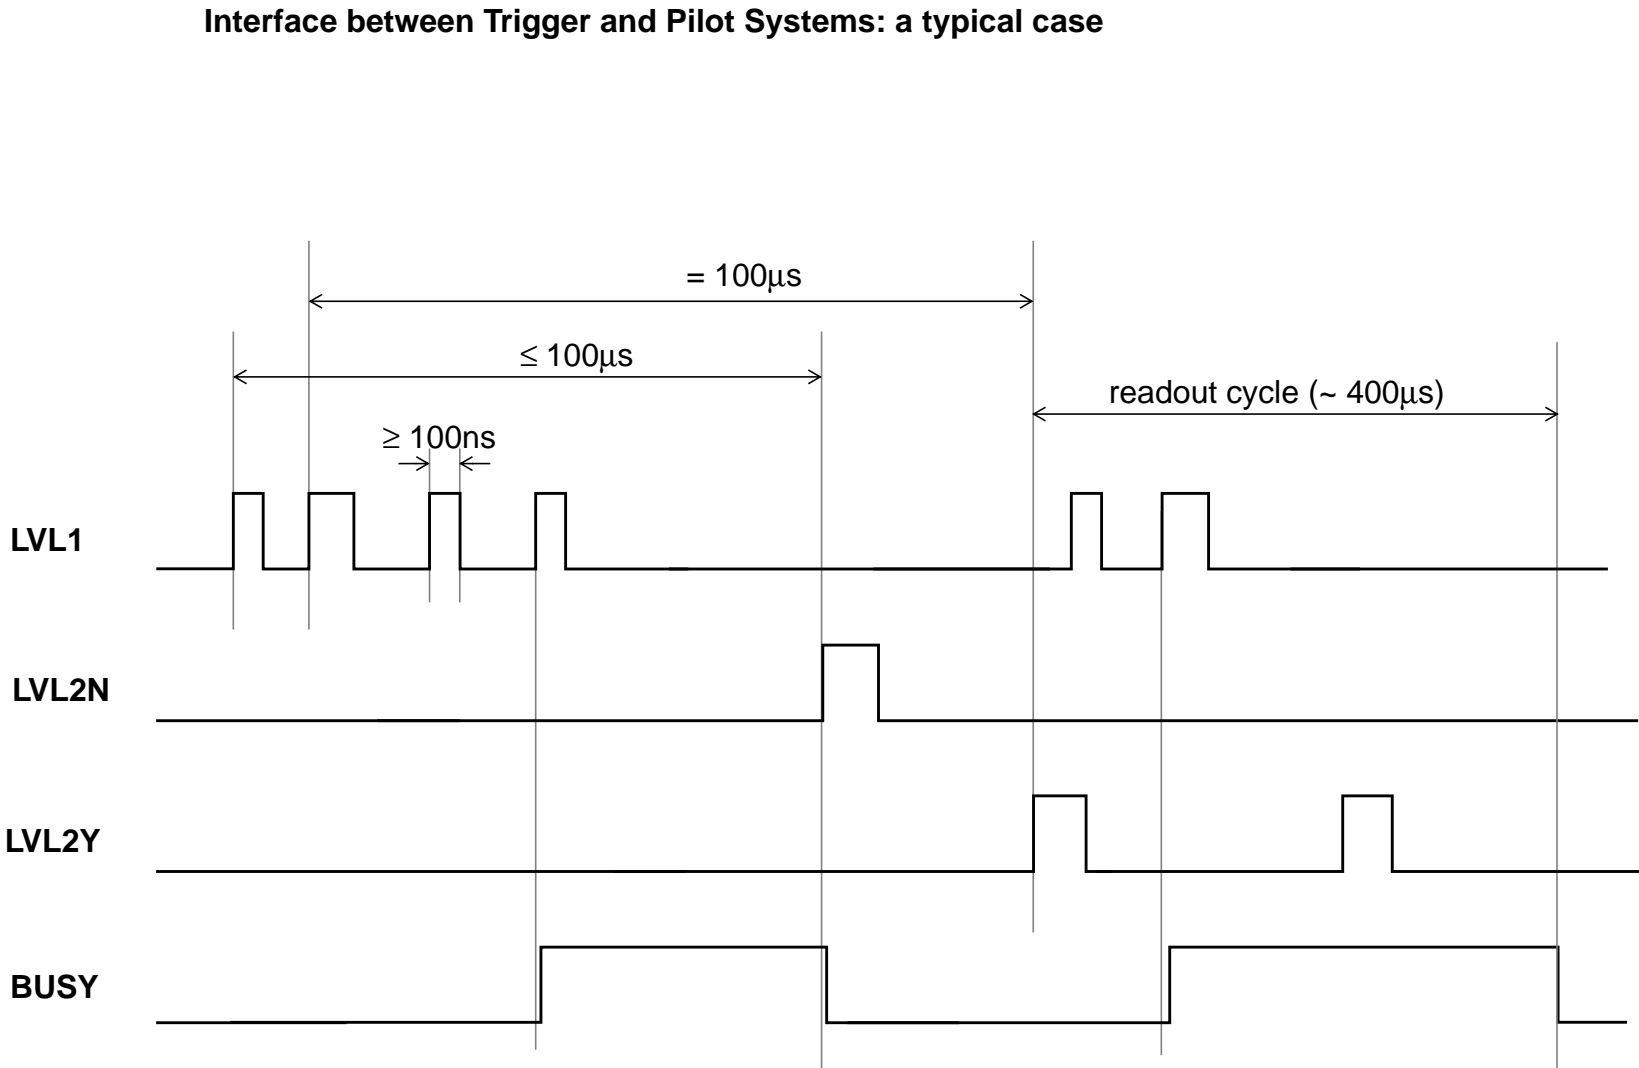 Interface between Trigger and Pilot Systems: a typical case
= 100μs
≤ 100μs
readout cycle (~ 400μs)
≥ 100ns
LVL1
LVL2N
LVL2Y
BUSY